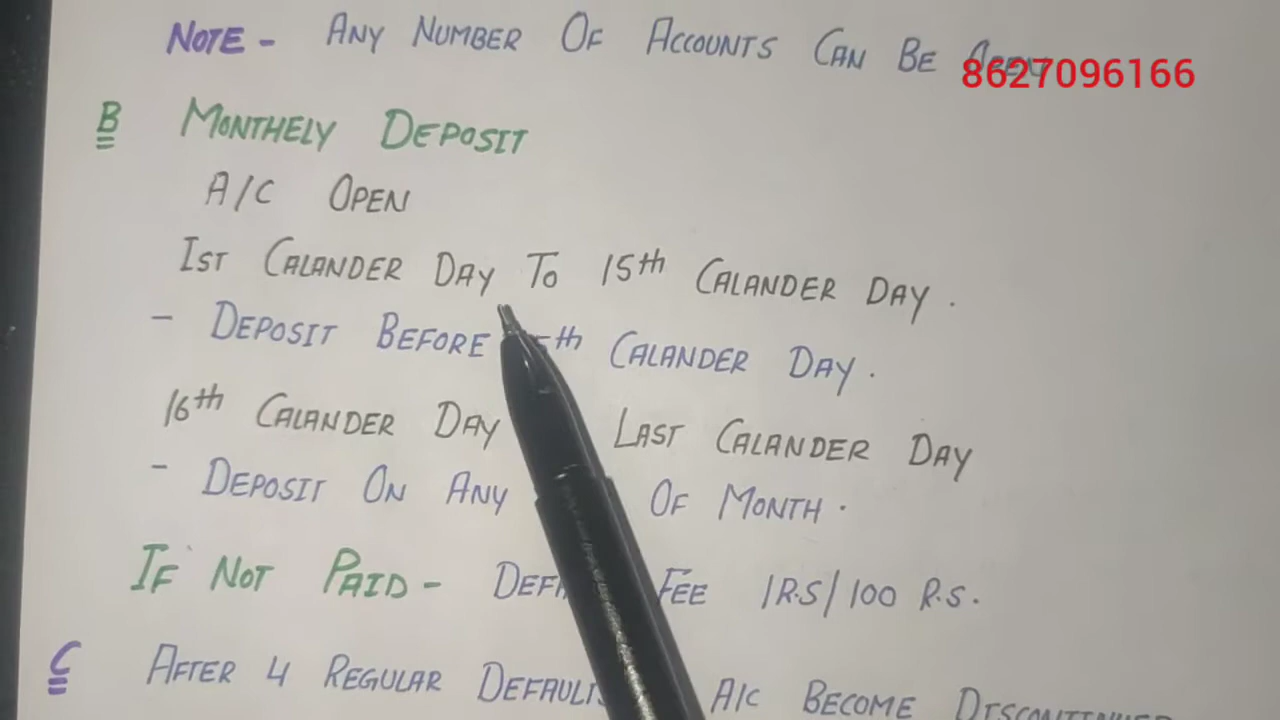 NOTE - ANY NUMBER OF ACCOUNTS CAN BE
8627096166
B MONTHELY DEPOSIT
A/C OPEN
1ST CALANDER DAY TO 15th CALANDER DAY.
- DEPOSIT BEFORE CALANDER DAY.
16th CALANDER DAY LAST CALANDER DAY
- DEPOSIT ON ANY OF MONTH.
IF NOT PAID - FEE 1R.S/100 R.S.
C AFTER 4 REGULAR A/C BECOME DISCONTINUED